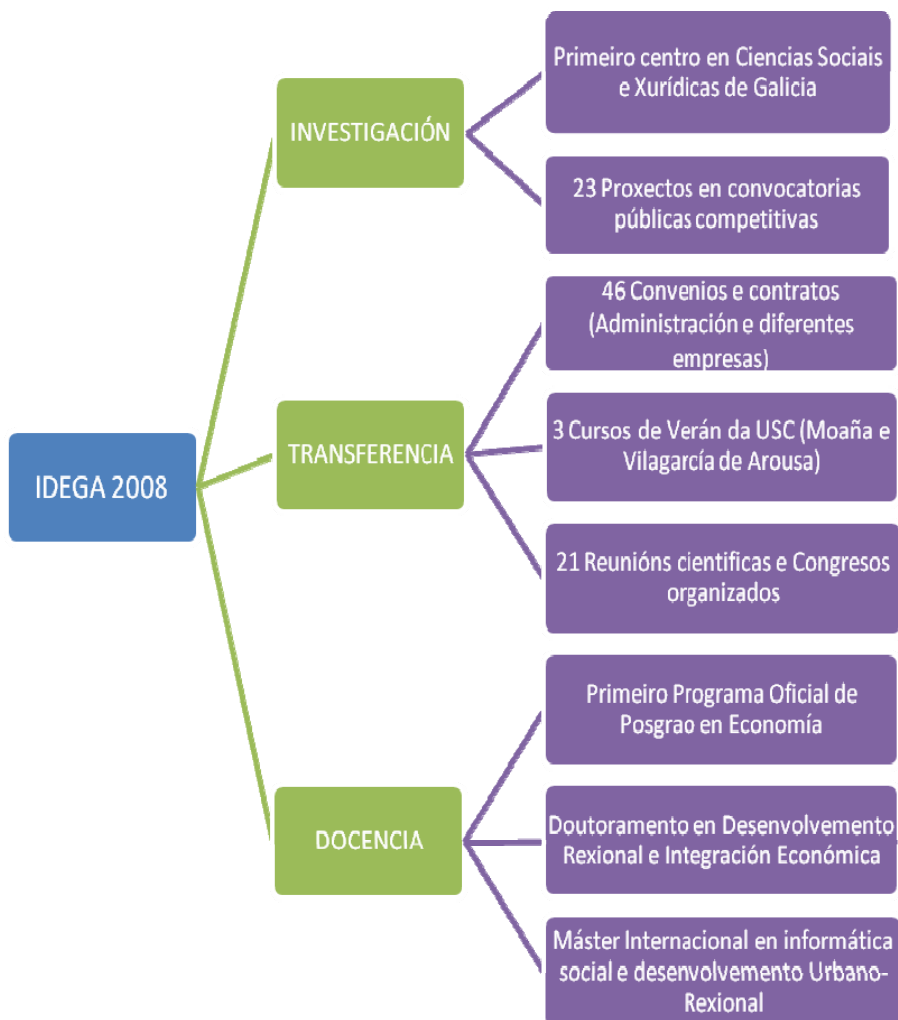 IDEGA 2008
INVESTIGACIÓN
Primeiro centro en Ciencias Sociais
e Xurídicas de Galicia
23 Proxectos en convocatorias
públicas competitivas
TRANSFERENCIA
46 Convenios e contratos
(Administración e diferentes
empresas)
3 Cursos de Verán da USC (Moaña e
Vilagarcía de Arousa)
21 Reunións cientificas e Congresos
organizados
DOCENCIA
Primeiro Programa Oficial de
Posgrao en Economía
Doutoramento en Desenvolvemento
Rexional e Integración Económica
Máster Internacional en informática
social e desenvolvemento Urbano-
Rexional